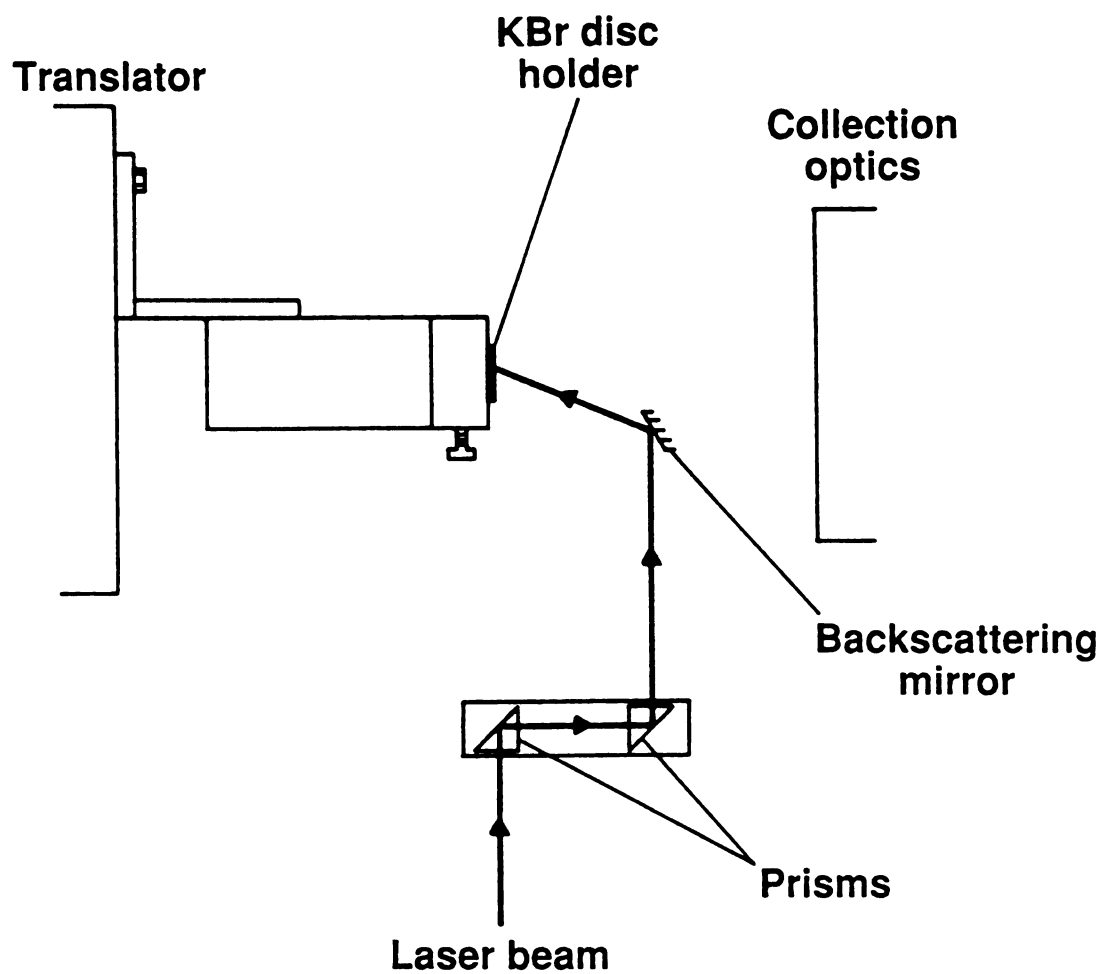 KBr disc
holder
Translator
Collection
optics
Backscattering
mirror
Prisms
Laser beam